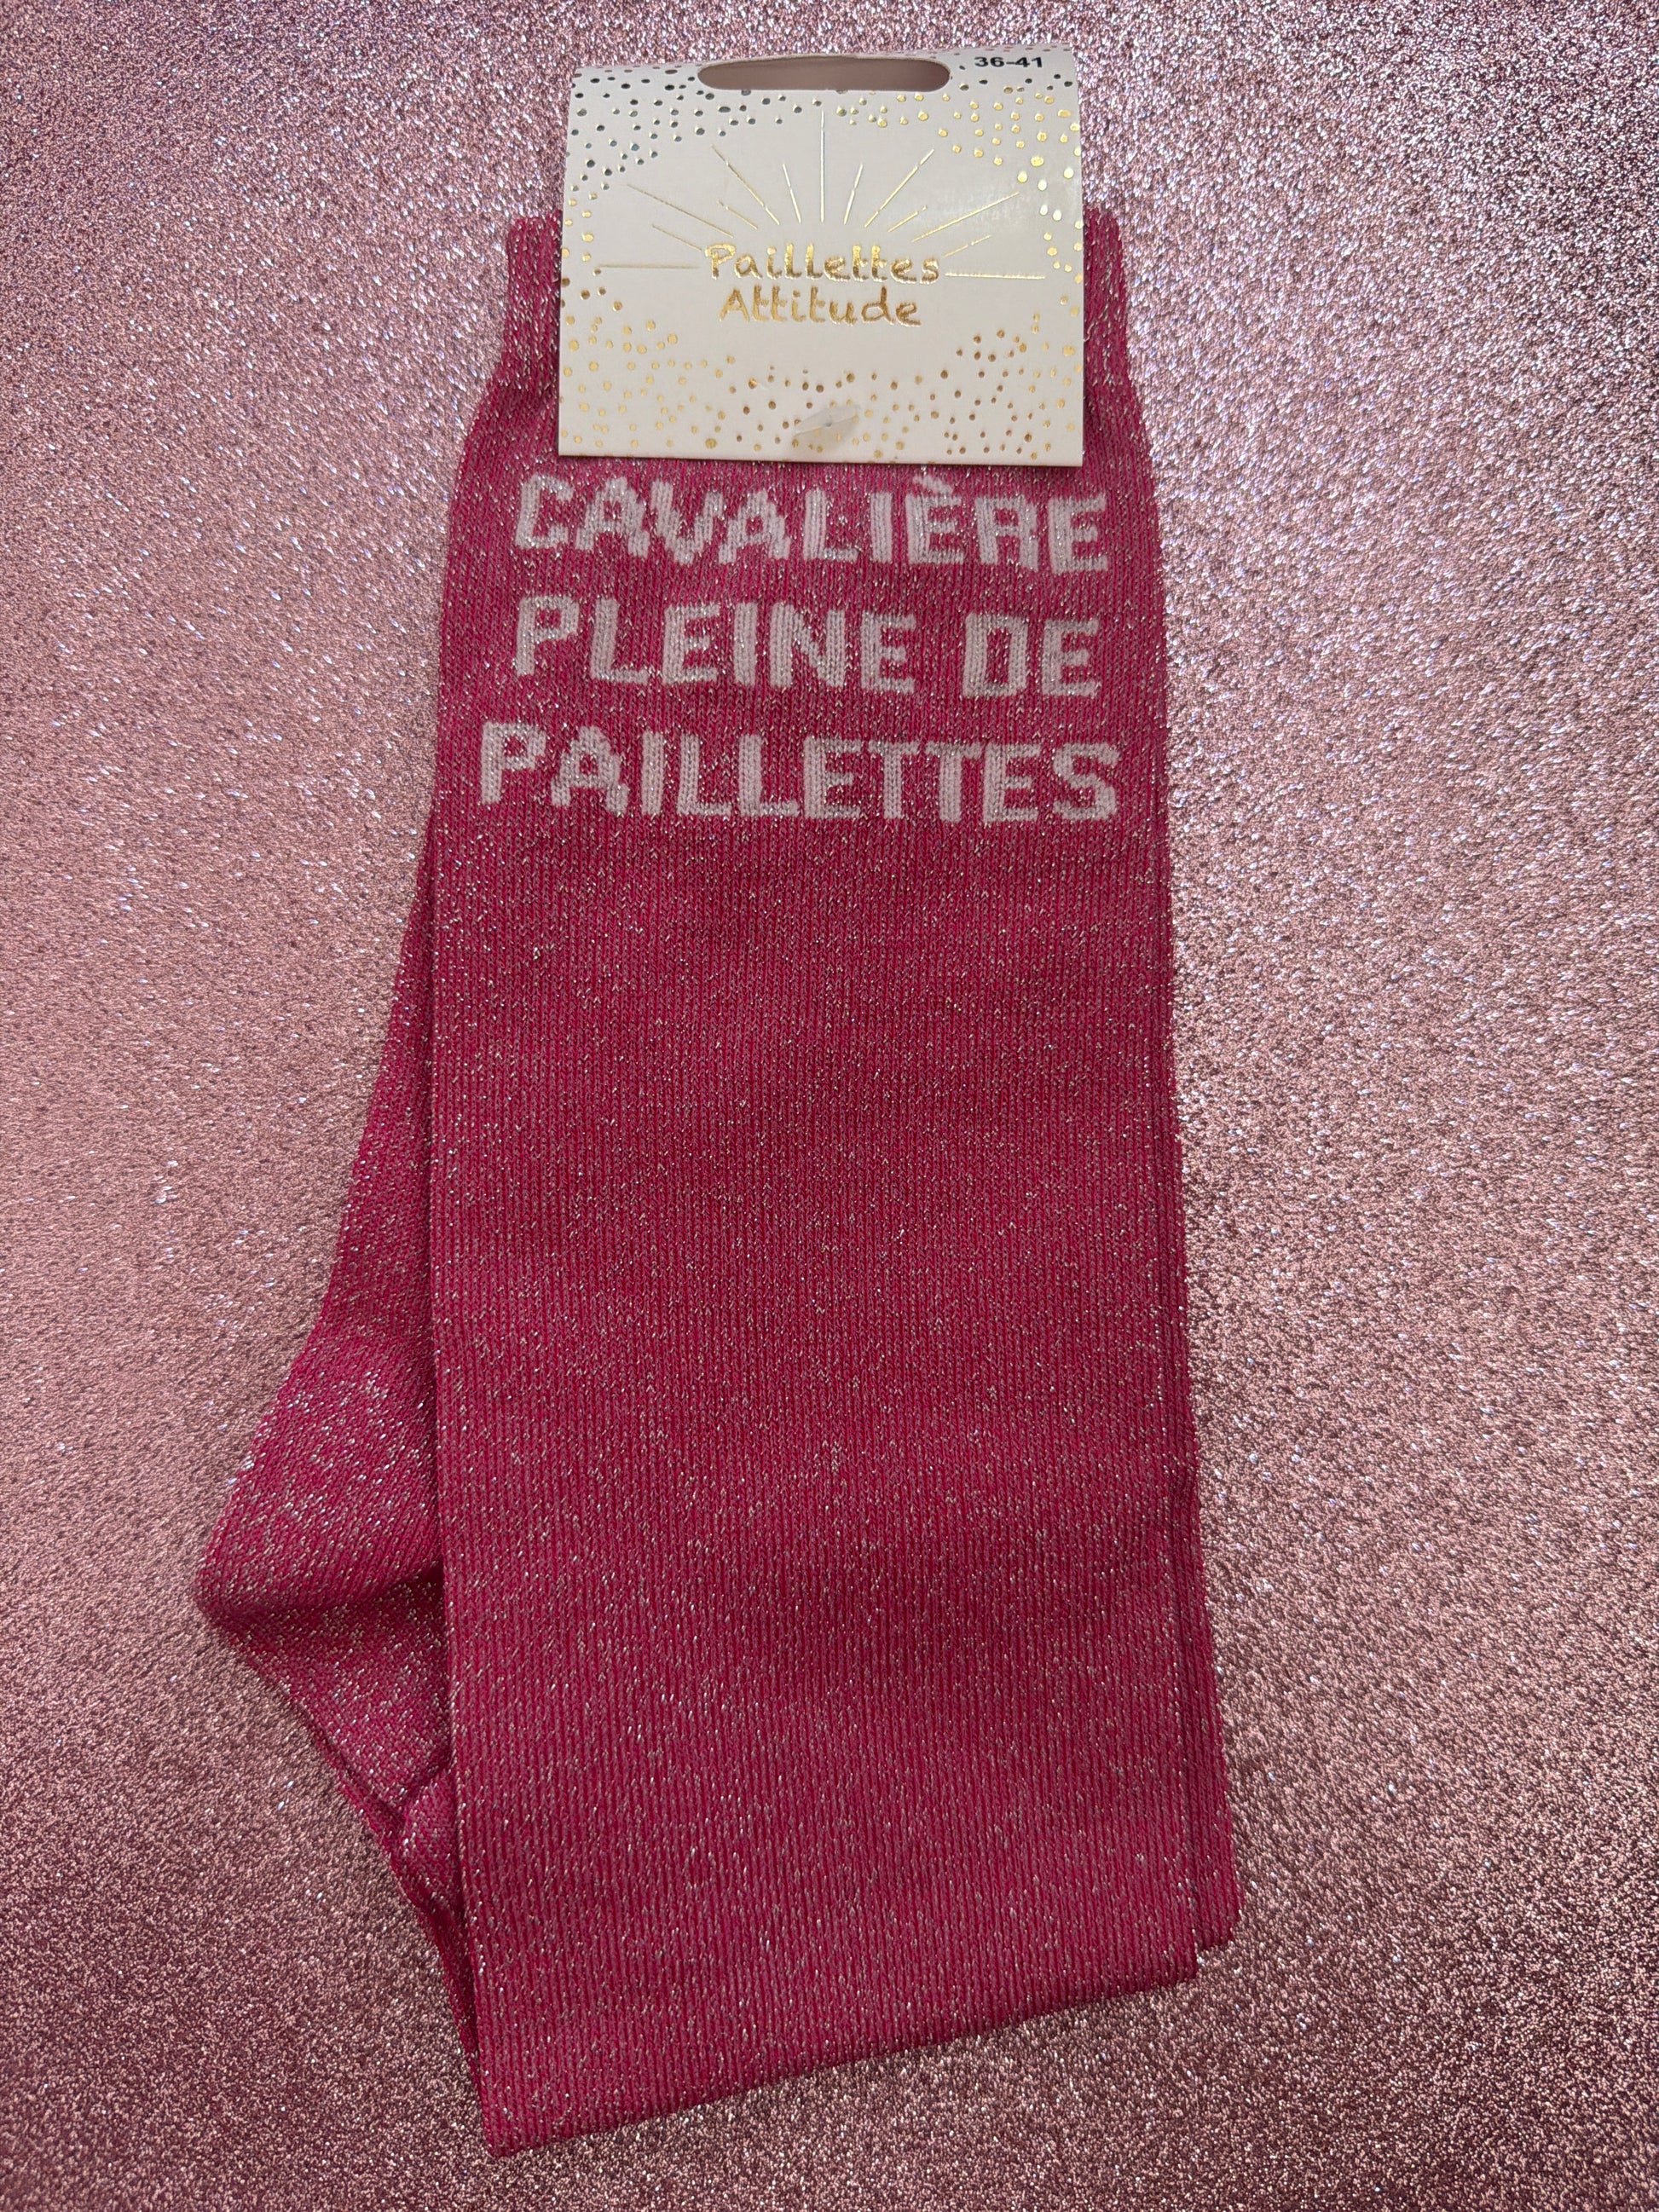 36-41
Paillettes
Attitude
CAVALIÈRE
PLEINE DE
PAILLETTES